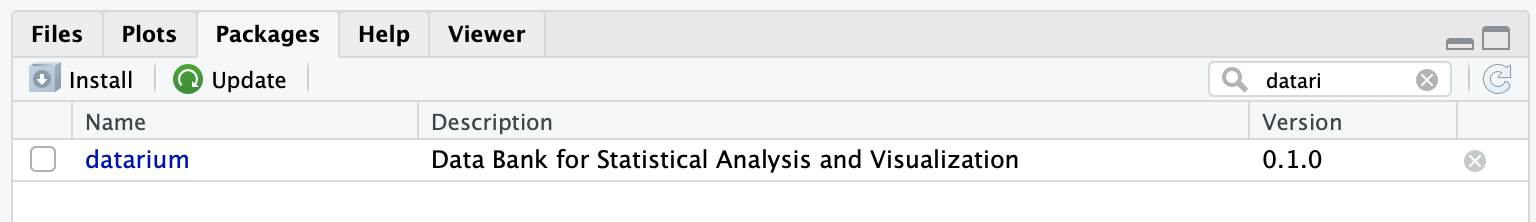 Files Plots Packages Help Viewer
Install Update datari
Name Description Version
datarium Data Bank for Statistical Analysis and Visualization 0.1.0